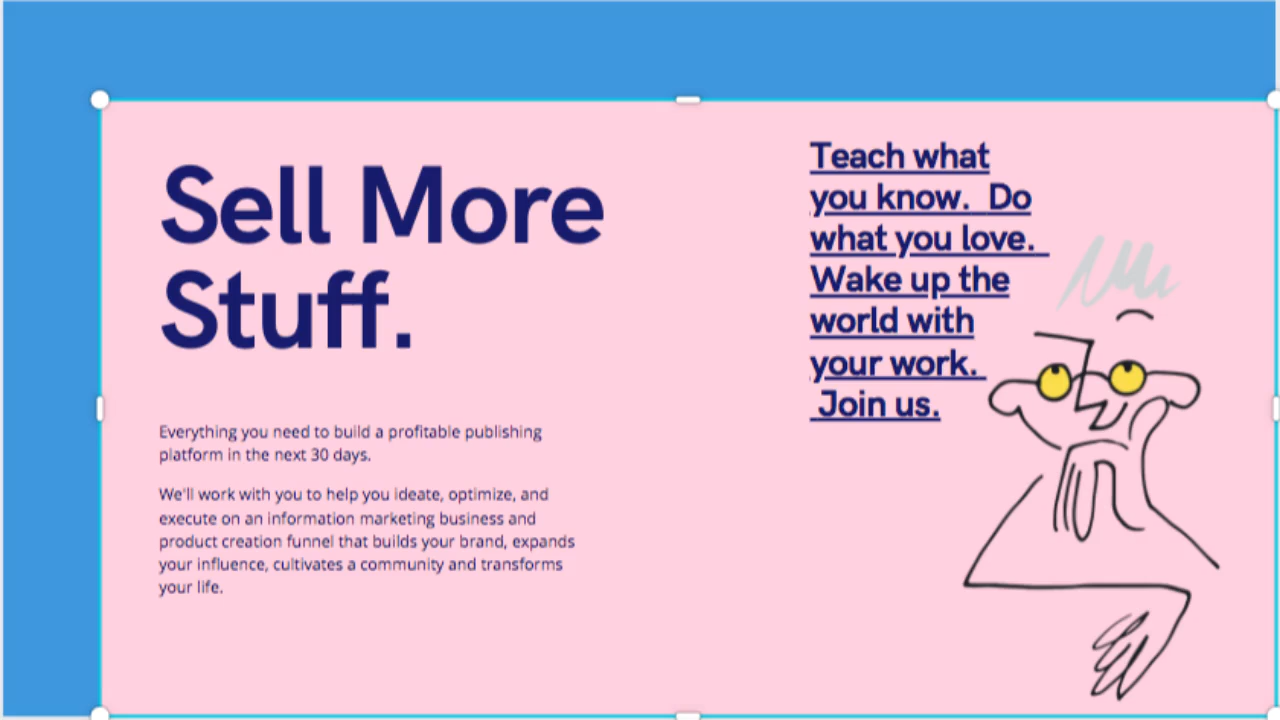 Sell More
Stuff.
Everything you need to build a profitable publishing
platform in the next 30 days.
We'll work with you to help you ideate, optimize, and
execute on an information marketing business and
product creation funnel that builds your brand, expands
your influence, cultivates a community and transforms
your life.
Teach what
you know.  Do
what you love.
Wake up the
world with
your work.
Join us.